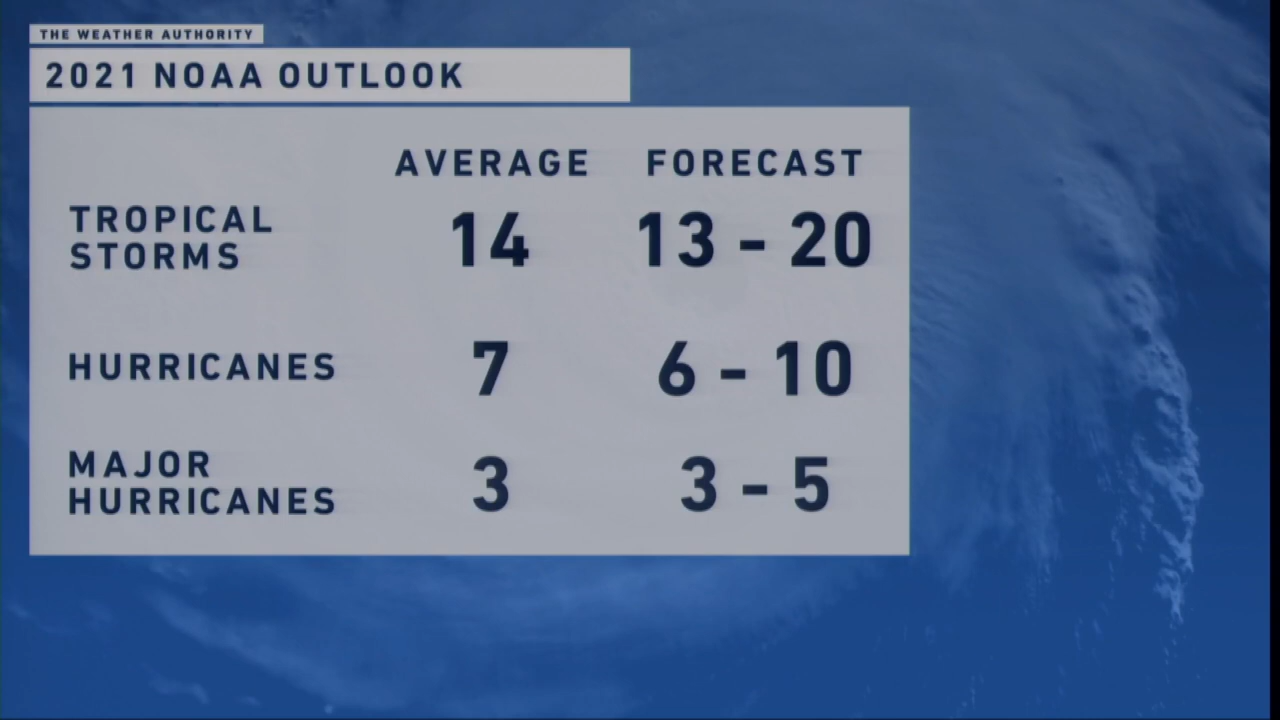 THE WEATHER AUTHORITY
2021 NOAA OUTLOOK
AVERAGE FORECAST
TROPICAL
STORMS
14 13 - 20
HURRICANES 7 6 - 10
MAJOR
HURRICANES
3 3 - 5